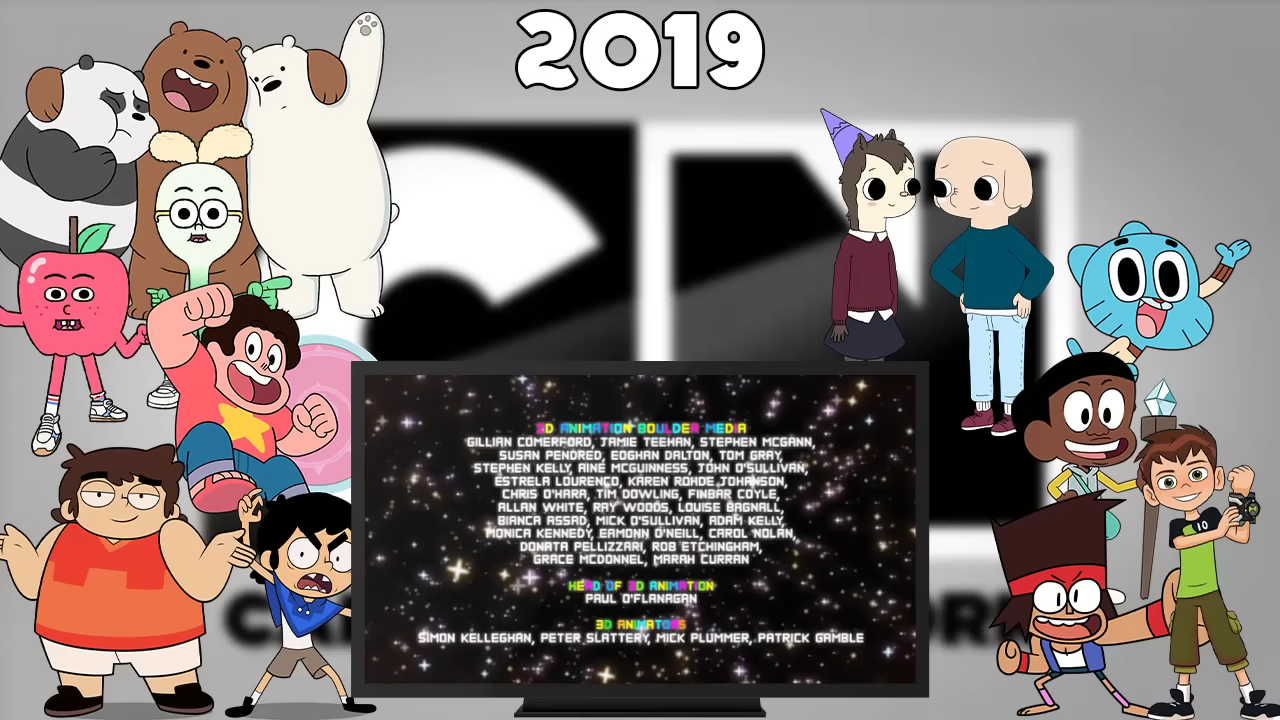 2019
CN
2D ANIMATION BOULDER MEDIA
GILLIAN COMERFORD, JAMIE TEEHAN, STEPHEN MCGANN,
SUSAN PENDRED, EOGHAN DALTON, TOM GRAY,
STEPHEN KELLY, AINE MCGUINNESS, JOHN O'SULLIVAN,
ESTRELA LOURENCO, KAREN ROHDE JOHANSON,
CHRIS O'HARA, TIM DOWLING, FINBAR COYLE,
ALLAN WHITE, RAY WOODS, LOUISE BAGNALL,
BIANCA ASSAD, MICK O'SULLIVAN, ADAM KELLY,
MONICA KENNEDY, EAMONN O'NEILL, CAROL NOLAN,
DONATA PELLIZZARI, ROB ETCHINGHAM,
GRACE MCDONNEL, MARAH CURRAN
HEAD OF 3D ANIMATION
PAUL O'FLANAGAN
3D ANIMATORS
SIMON KELLEGHAN, PETER SLATTERY, MICK PLUMMER, PATRICK GAMBLE
10